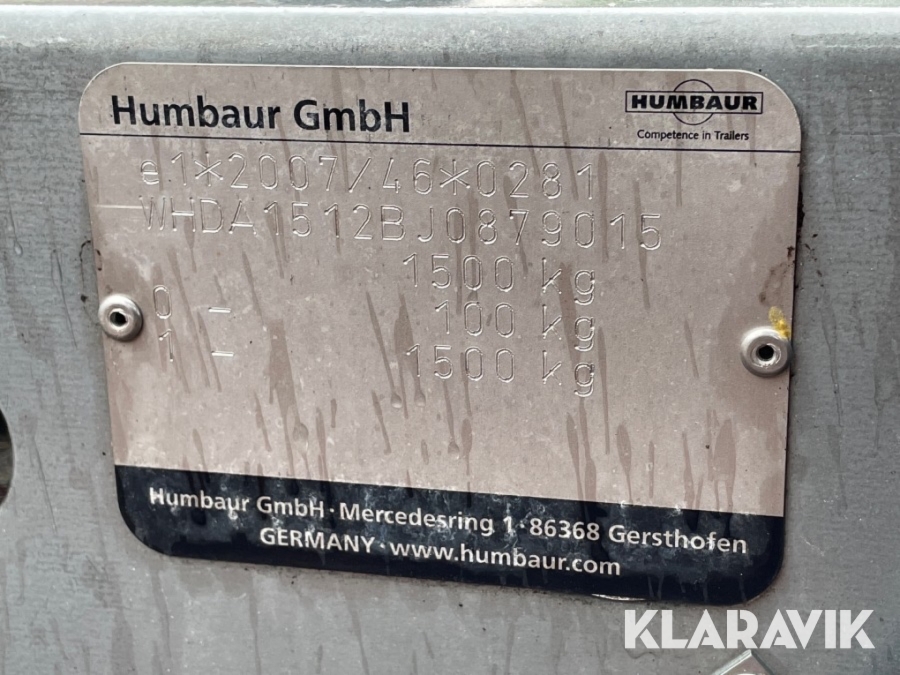 Humbaur GmbH
HUMBAUR
Competence in Trailers
e1*2007/46*0281
WHDA1512BJ0879015
1500 kg
0 - 100 kg
1 - 1500 kg
Humbaur GmbH · Mercedesring 1 · 86368 Gersthofen
GERMANY · www.humbaur.com
KLARAVIK